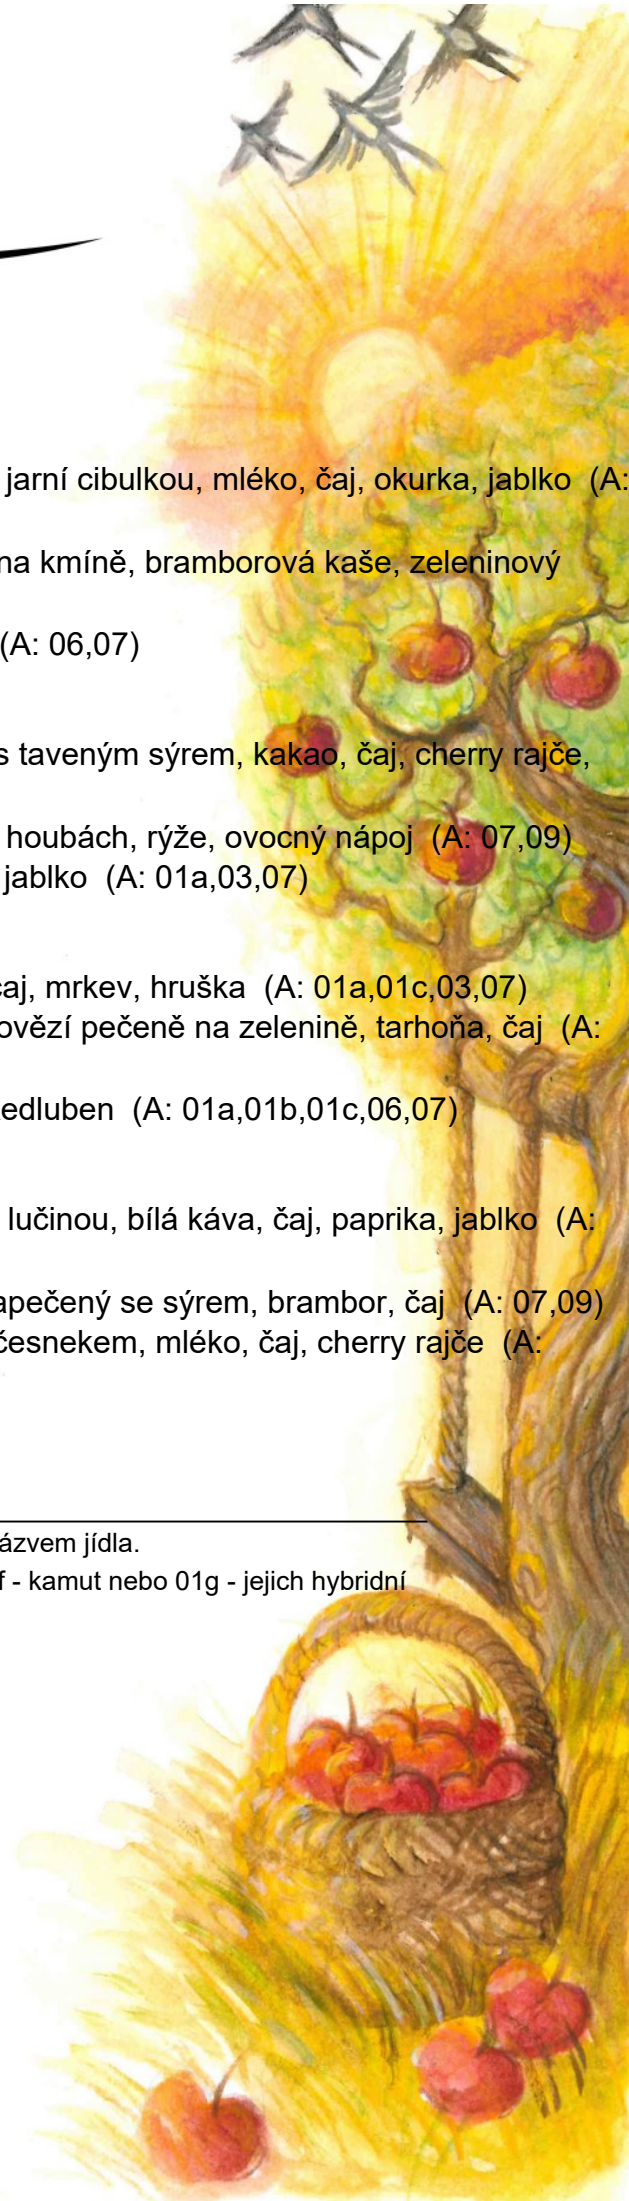 jarní cibulkou, mléko, čaj, okurka, jablko (A:
na kmíně, bramborová kaše, zeleninový
(A: 06,07)
s taveným sýrem, kakao, čaj, cherry rajče,
houbách, rýže, ovocný nápoj (A: 07,09)
jablko (A: 01a,03,07)
čaj, mrkev, hruška (A: 01a,01c,03,07)
ovězí pečeně na zelenině, tarhoňa, čaj (A:
edluben (A: 01a,01b,01c,06,07)
lučinou, bílá káva, čaj, paprika, jablko (A:
apečený se sýrem, brambor, čaj (A: 07,09)
česnekem, mléko, čaj, cherry rajče (A:
ázvem jídla.
f - kamut nebo 01g - jejich hybridní